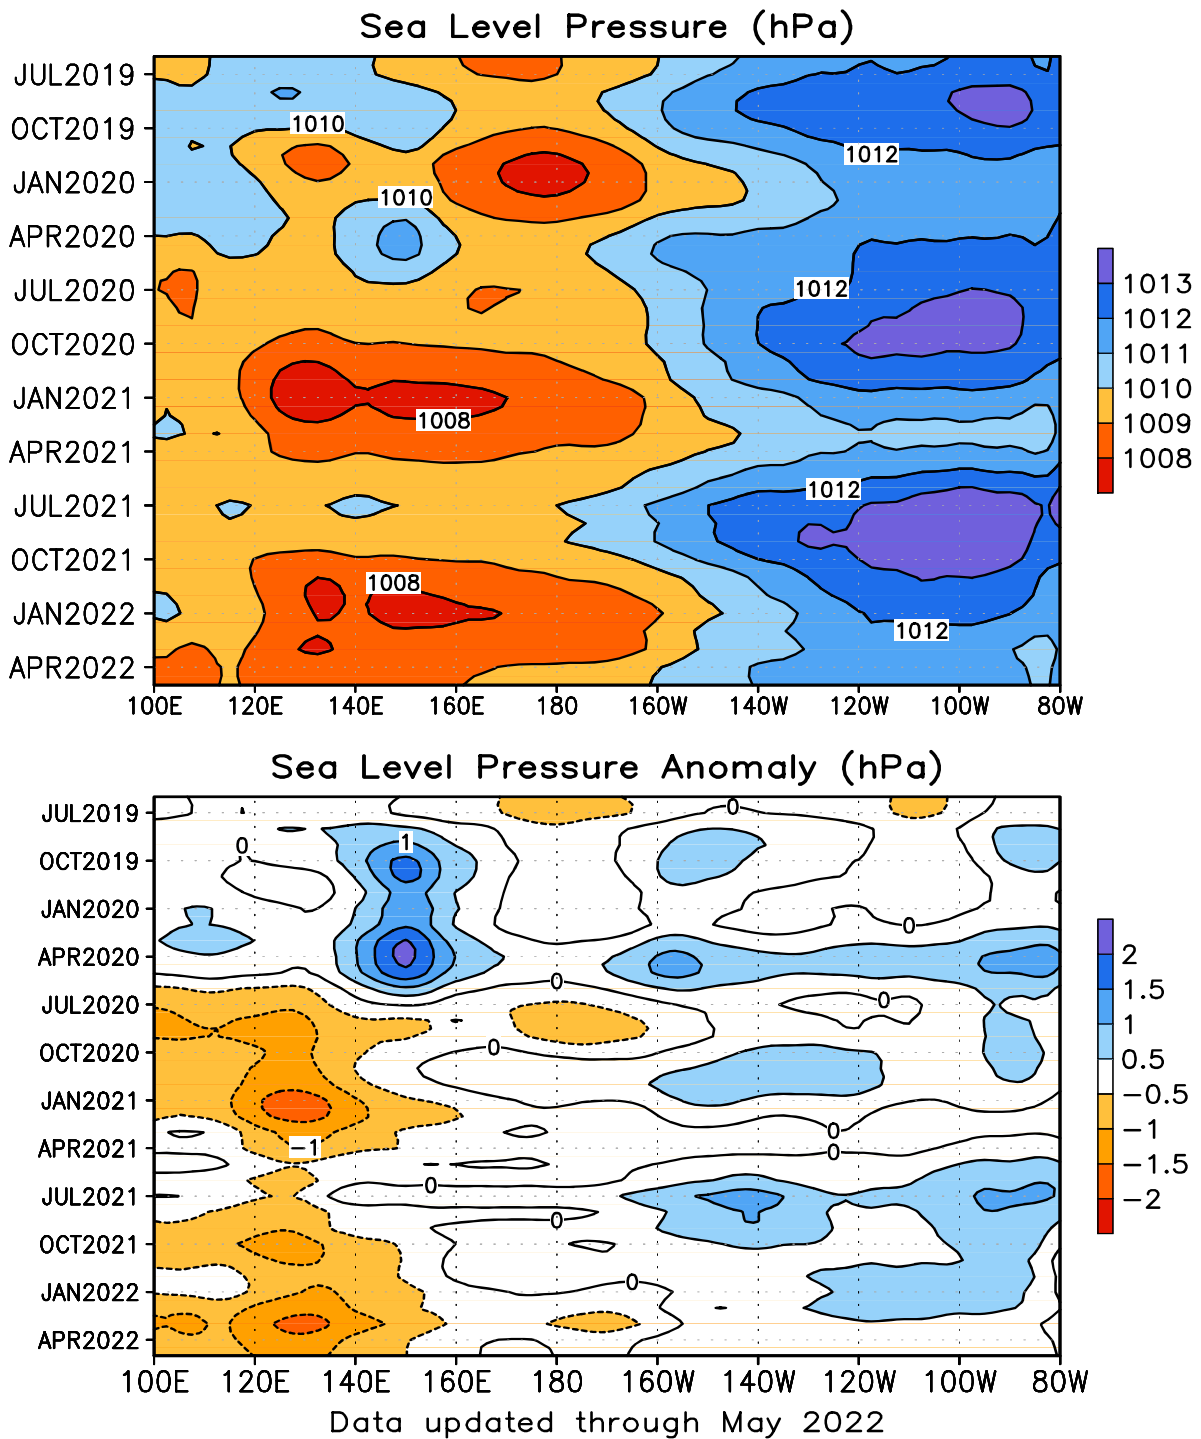 Sea Level Pressure (hPa)
JUL2019
OCT2019
JAN2020
APR2020
JUL2020
OCT2020
JAN2021
APR2021
JUL2021
OCT2021
JAN2022
APR2022
1010
1012
1010
1012
1008
1012
1008
1012
100E 120E 140E 160E 180 160W 140W 120W 100W 80W
1013
1012
1011
1010
1009
1008
Sea Level Pressure Anomaly (hPa)
JUL2019
OCT2019
JAN2020
APR2020
JUL2020
OCT2020
JAN2021
APR2021
JUL2021
OCT2021
JAN2022
APR2022
0
0
1
0
0
0
0
0
-1
0
0
0
0
100E 120E 140E 160E 180 160W 140W 120W 100W 80W
2
1.5
1
0.5
-0.5
-1
-1.5
-2
Data updated through May 2022